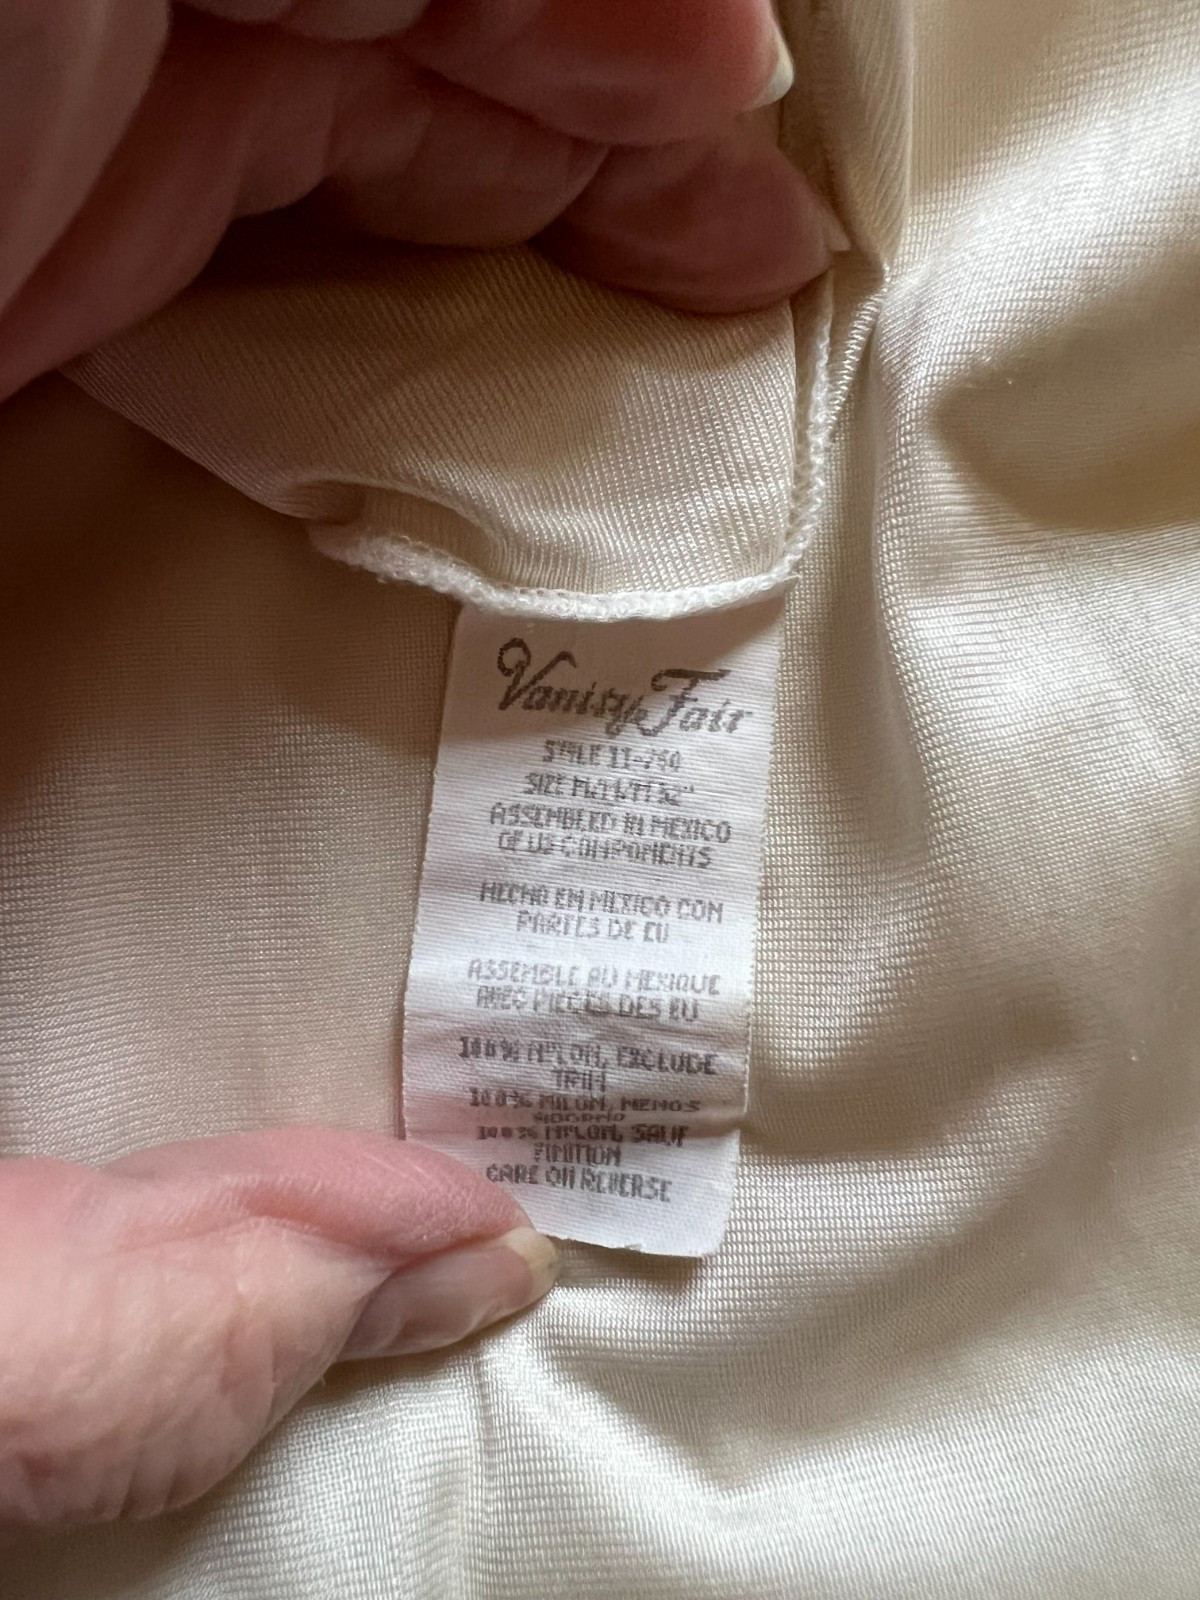 Vanity Fair
STYLE 11-760
SIZE
ASSEMBLED IN MEXICO
OF US COMPONENTS
HECHO EN MEXICO CON
PARTES DE EU
ASSEMBLE AU MEXIQUE
AVEC PIECES DES EU
100% NYLON, EXCLUDE
TRIM
100% NILON, MENOS
ADORNO
100% NYLON, SAUF
FINITION
CARE ON REVERSE